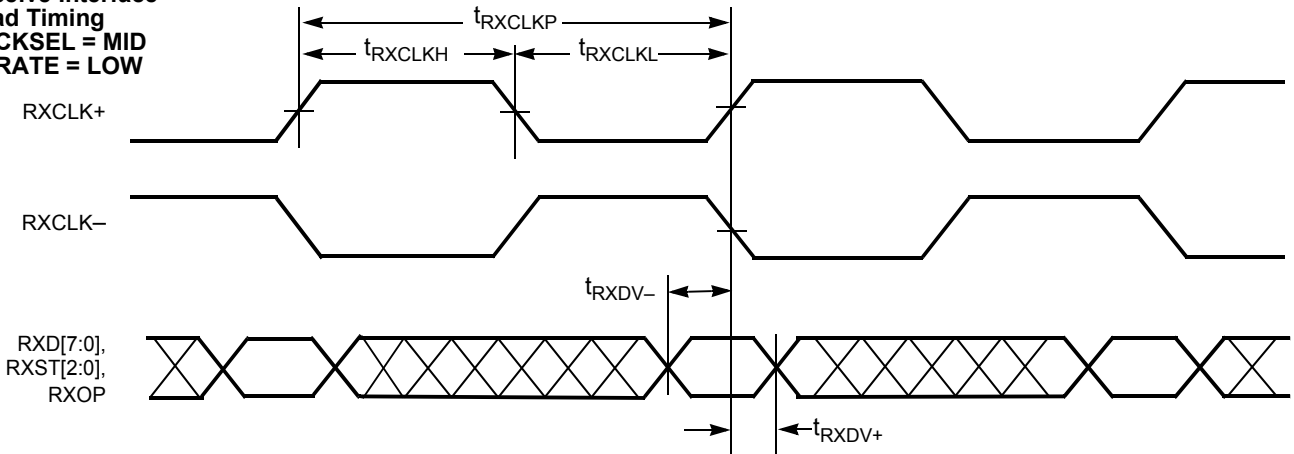 ad Timing
CKSEL = MID
RATE = LOW
tRXCLKP
tRXCLKH
tRXCLKL
RXCLK+
RXCLK–
tRXDV–
RXD[7:0],
RXST[2:0],
RXOP
tRXDV+